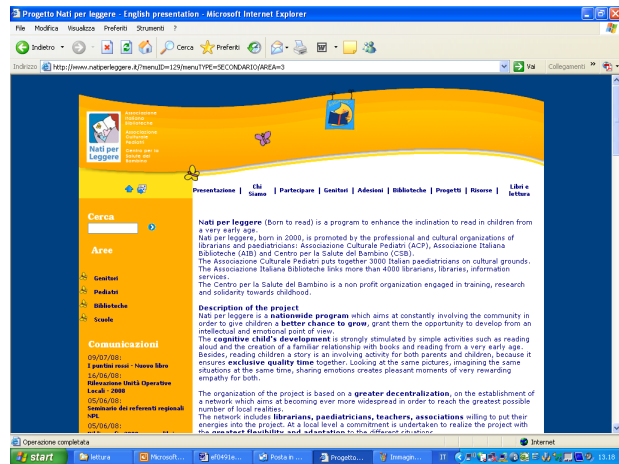 Progetto Nati per leggere - English presentation - Microsoft Internet Explorer
File Modifica Visualizza Preferiti Strumenti ?
Indietro Cerca Preferiti
Indirizzo http://www.natiperleggere.it/?menuID=129/menuTYPE=SECONDARIO/AREA=3 Vai Collegamenti »
Associazione
Italiana
Biblioteche
Associazione
Culturale
Pediatri
Centro per la
Salute del
Bambino
Nati per
Leggere
Presentazione | Chi Siamo | Partecipare | Genitori | Adesioni | Biblioteche | Progetti | Risorse | Libri e lettura
Cerca
Aree
Genitori
Pediatri
Biblioteche
Scuole
Comunicazioni
09/07/08:
I puntini rossi - Nuovo libro
16/06/08:
Rilevazione Unità Operative
Locali - 2008
05/06/08:
Seminario dei referenti regionali
NPL
05/06/08:
Nati per leggere (Born to read) is a program to enhance the inclination to read in children from
a very early age.
Nati per leggere, born in 2000, is promoted by the professional and cultural organizations of
librarians and paediatricians: Associazione Culturale Pediatri (ACP), Associazione Italiana
Biblioteche (AIB) and Centro per la Salute del Bambino (CSB).
The Associazione Culturale Pediatri puts together 3000 Italian paediatricians on cultural grounds.
The Associazione Italiana Biblioteche links more than 4000 librarians, libraries, information
services.
The Centro per la Salute del Bambino is a non profit organization engaged in training, research
and solidarity towards childhood.
Description of the project
Nati per leggere is a nationwide program which aims at constantly involving the community in
order to give children a better chance to grow, grant them the opportunity to develop from an
intellectual and emotional point of view.
The cognitive child's development is strongly stimulated by simple activities such as reading
aloud and the creation of a familiar relationship with books and reading from a very early age.
Besides, reading children a story is an involving activity for both parents and children, because it
ensures exclusive quality time together. Looking at the same pictures, imagining the same
situations at the same time, sharing emotions creates pleasant moments of very rewarding
empathy for both.
The organization of the project is based on a greater decentralization, on the establishment of
a network which aims at becoming ever more widespread in order to reach the greatest possible
number of local realities.
The network includes librarians, paediatricians, teachers, associations willing to put their
energies into the project. At a local level a commitment is undertaken to realize the project with
the greatest flexibility and adaptation to the different situations.
Operazione completata Internet
start lettura Microsoft... ef0491e... Posta in ... Progetto... Immagin... IT 13.18